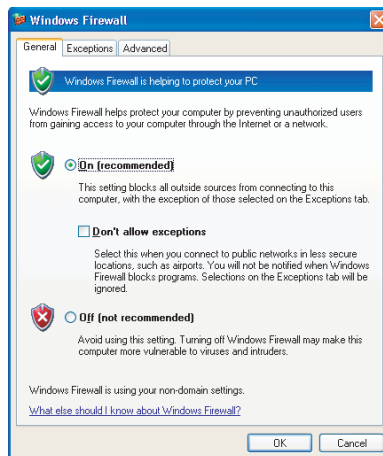 Windows Firewall
General Exceptions Advanced
Windows Firewall is helping to protect your PC
Windows Firewall helps protect your computer by preventing unauthorized users
from gaining access to your computer through the Internet or a network.
On (recommended)
This setting blocks all outside sources from connecting to this
computer, with the exception of those selected on the Exceptions tab.
Don't allow exceptions
Select this when you connect to public networks in less secure
locations, such as airports. You will not be notified when Windows
Firewall blocks programs. Selections on the Exceptions tab will be
ignored.
Off (not recommended)
Avoid using this setting. Turning off Windows Firewall may make this
computer more vulnerable to viruses and intruders.
Windows Firewall is using your non-domain settings.
What else should I know about Windows Firewall?
OK Cancel